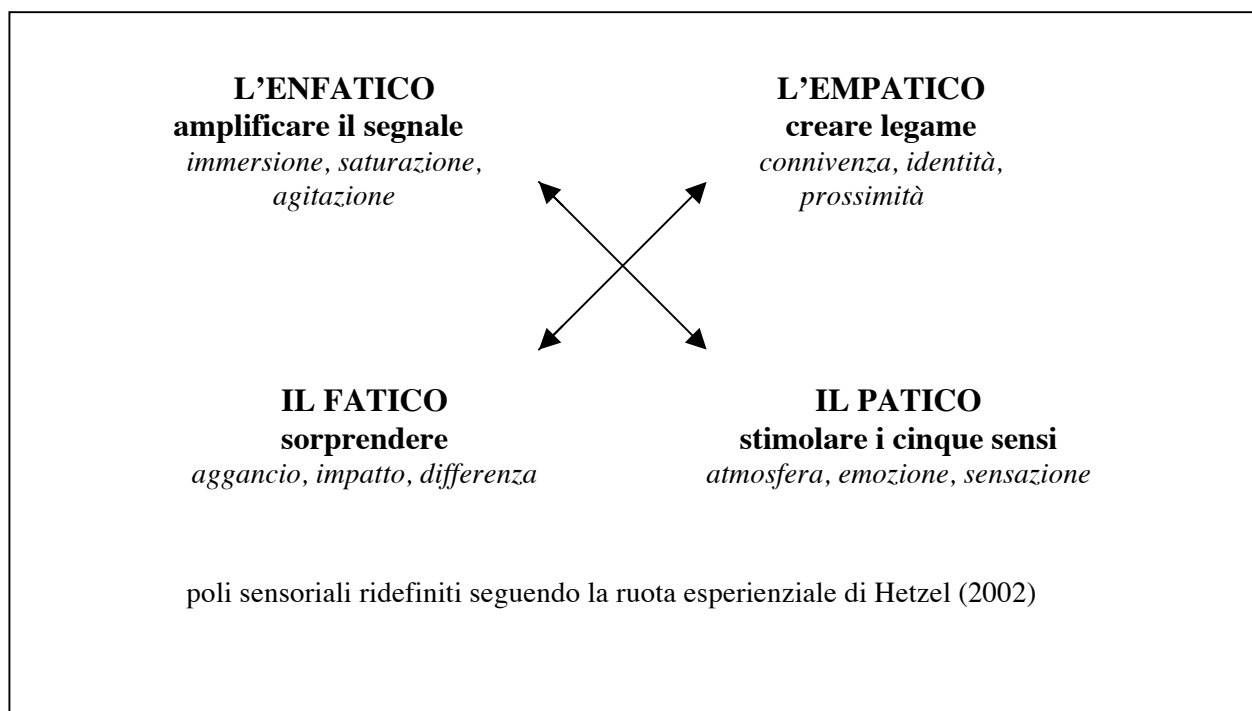 L'ENFATICO
amplificare il segnale
immersione, saturazione,
agitazione
L'EMPATICO
creare legame
connivenza, identità,
prossimità
IL FATICO
sorprendere
aggancio, impatto, differenza
IL PATICO
stimolare i cinque sensi
atmosfera, emozione, sensazione
poli sensoriali ridefiniti seguendo la ruota esperienziale di Hetzel (2002)